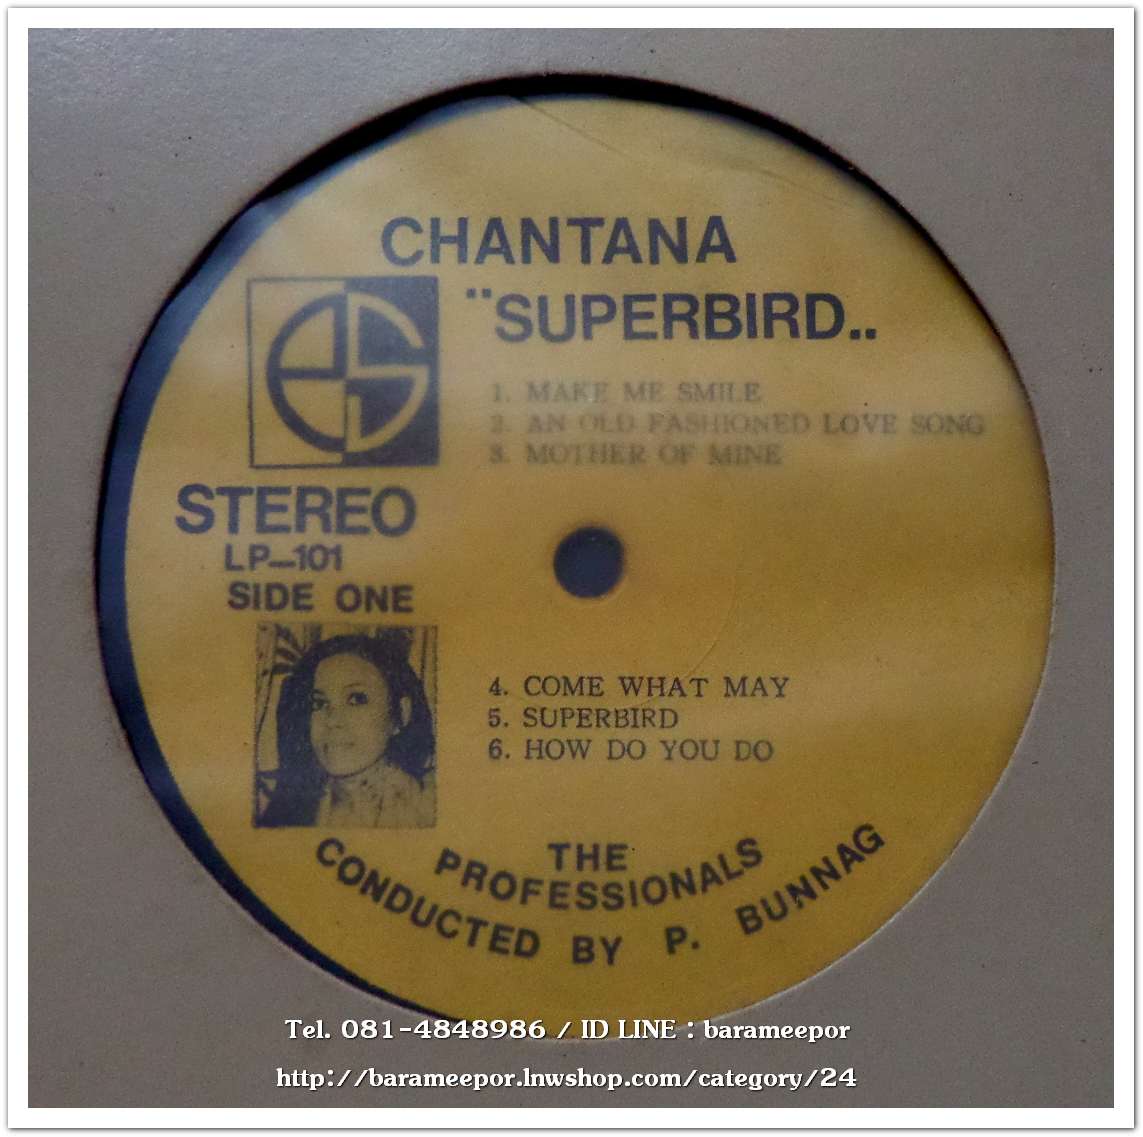 CHANTANA
¨SUPERBIRD..
1. MAKE ME SMILE
2. AN OLD FASHIONED LOVE SONG
3. MOTHER OF MINE
STEREO
LP—101
SIDE ONE
4. COME WHAT MAY
5. SUPERBIRD
6. HOW DO YOU DO
THE
PROFESSIONALS
CONDUCTED BY P. BUNNAG
Tel. 081-4848986 / ID LINE : barameepor
http://barameepor.lnwshop.com/category/24